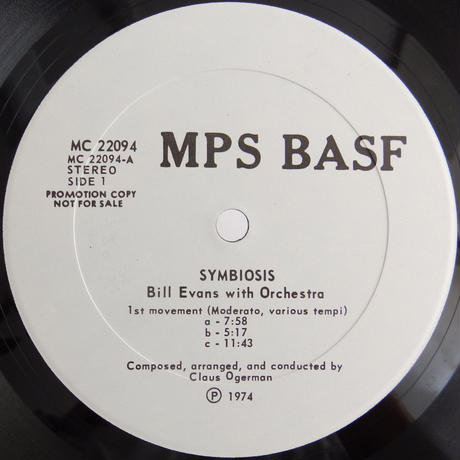 MC 22094
MC 22094-A
STEREO
SIDE 1
PROMOTION COPY
NOT FOR SALE
MPS BASF
SYMBIOSIS
Bill Evans with Orchestra
1st movement (Moderato, various tempi)
a - 7:58
b - 5:17
c - 11:43
Composed, arranged, and conducted by
Claus Ogerman
Ⓟ 1974